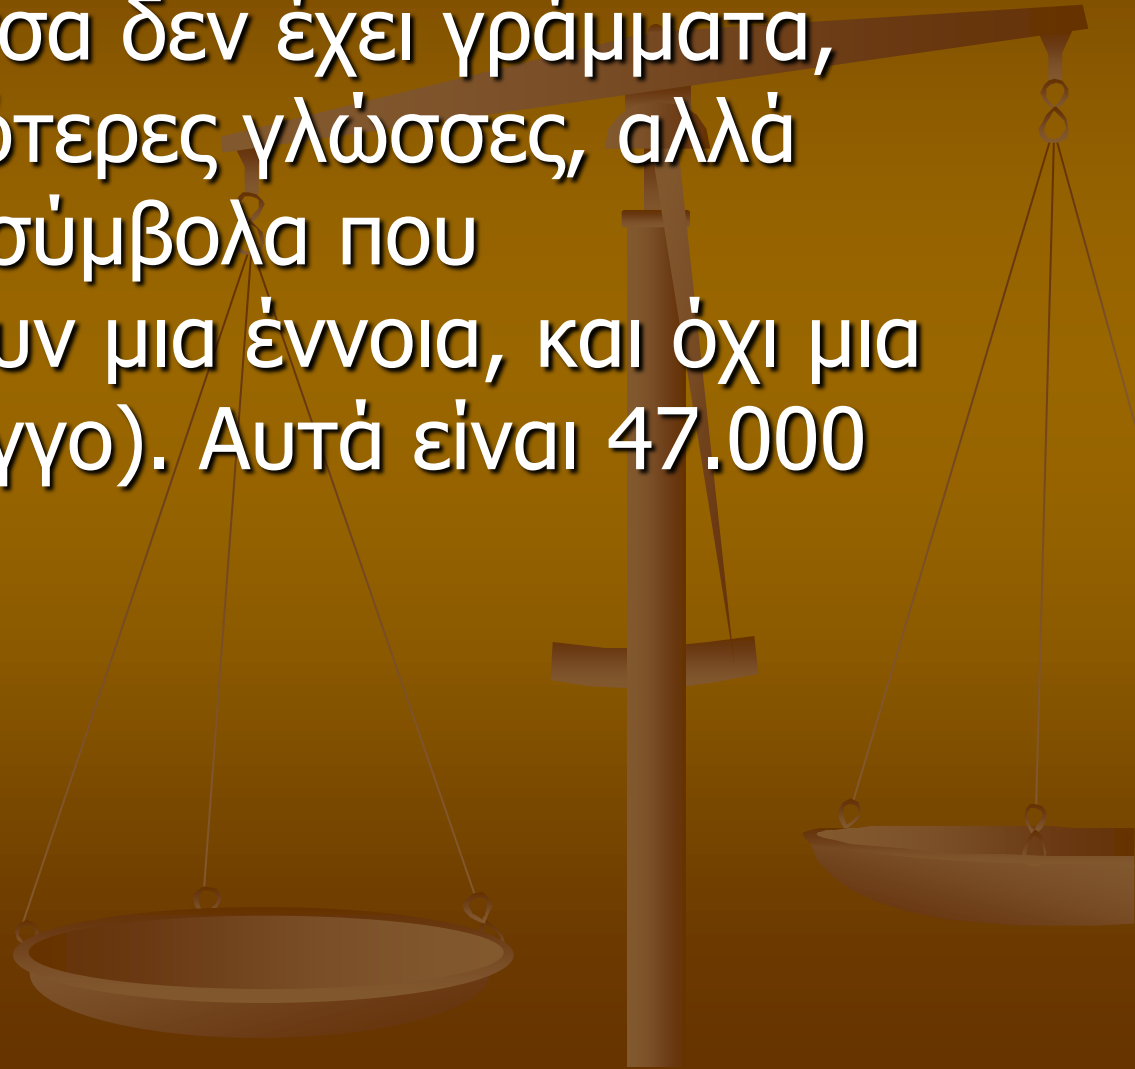 σα δεν έχει γράμματα,
ότερες γλώσσες, αλλά
σύμβολα που
υν μια έννοια, και όχι μια
γγο). Αυτά είναι 47.000